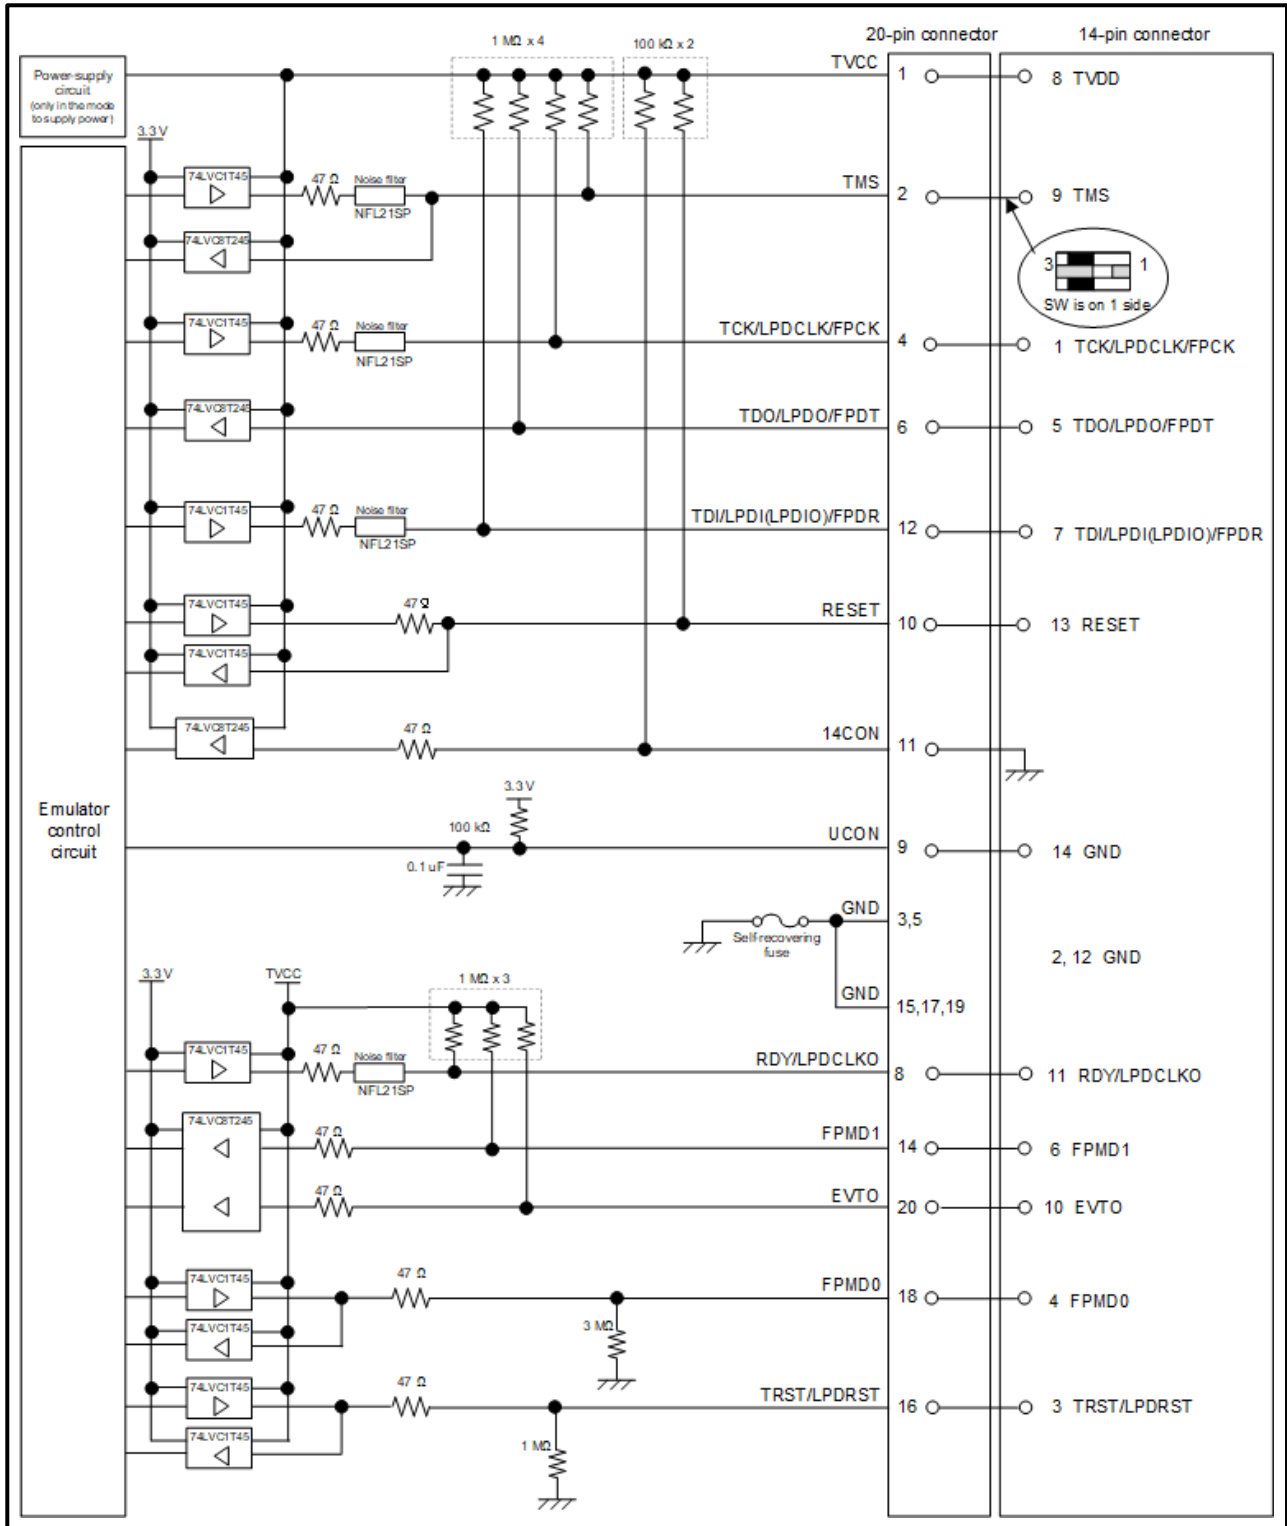 20-pin connector
14-pin connector
1 MΩ x 4
100 kΩ x 2
Power-supply
circuit
(only in the mode
to supply power)
TVCC
1
8 TVDD
3.3 V
74LVC1T45
47 Ω
Noise filter
NFL21SP
TMS
2
9 TMS
74LVC8T245
3
1
SW is on 1 side
74LVC1T45
47 Ω
Noise filter
NFL21SP
TCK/LPDCLK/FPCK
4
1 TCK/LPDCLK/FPCK
74LVC8T245
TDO/LPDO/FPDT
6
5 TDO/LPDO/FPDT
74LVC1T45
47 Ω
Noise filter
NFL21SP
TDI/LPDI(LPDIO)/FPDR
12
7 TDI/LPDI(LPDIO)/FPDR
74LVC1T45
47 Ω
RESET
10
13 RESET
74LVC1T45
74LVC8T245
47 Ω
14CON
11
Emulator
control
circuit
3.3 V
100 kΩ
0.1 uF
UCON
9
14 GND
GND
3,5
Self-recovering
fuse
2, 12 GND
GND
15,17,19
3.3 V
TVCC
1 MΩ x 3
74LVC1T45
47 Ω
Noise filter
NFL21SP
RDY/LPDCLKO
8
11 RDY/LPDCLKO
74LVC8T245
47 Ω
FPMD1
14
6 FPMD1
47 Ω
EVTO
20
10 EVTO
74LVC1T45
47 Ω
FPMD0
18
4 FPMD0
74LVC1T45
3 MΩ
74LVC1T45
47 Ω
TRST/LPDRST
16
3 TRST/LPDRST
74LVC1T45
1 MΩ